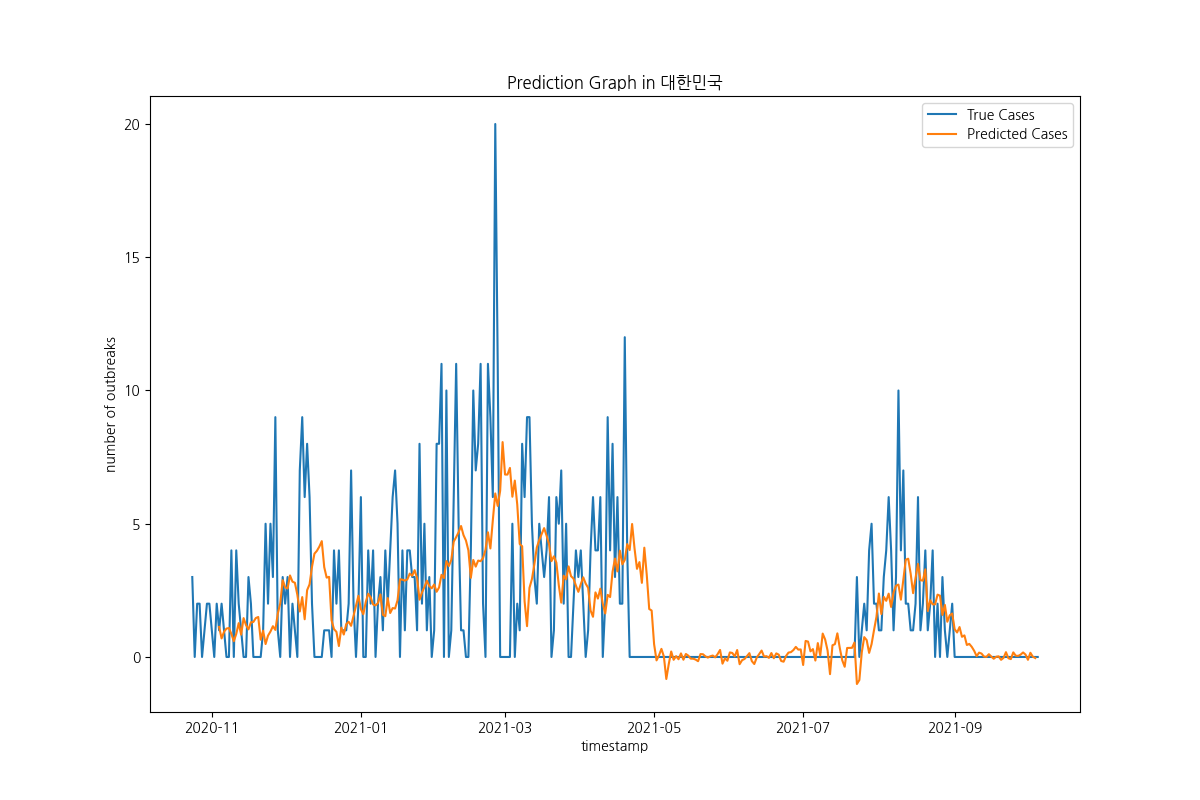 Prediction Graph in 대한민국
True Cases
Predicted Cases
number of outbreaks
20
15
10
5
0
2020-11
2021-01
2021-03
2021-05
2021-07
2021-09
timestamp